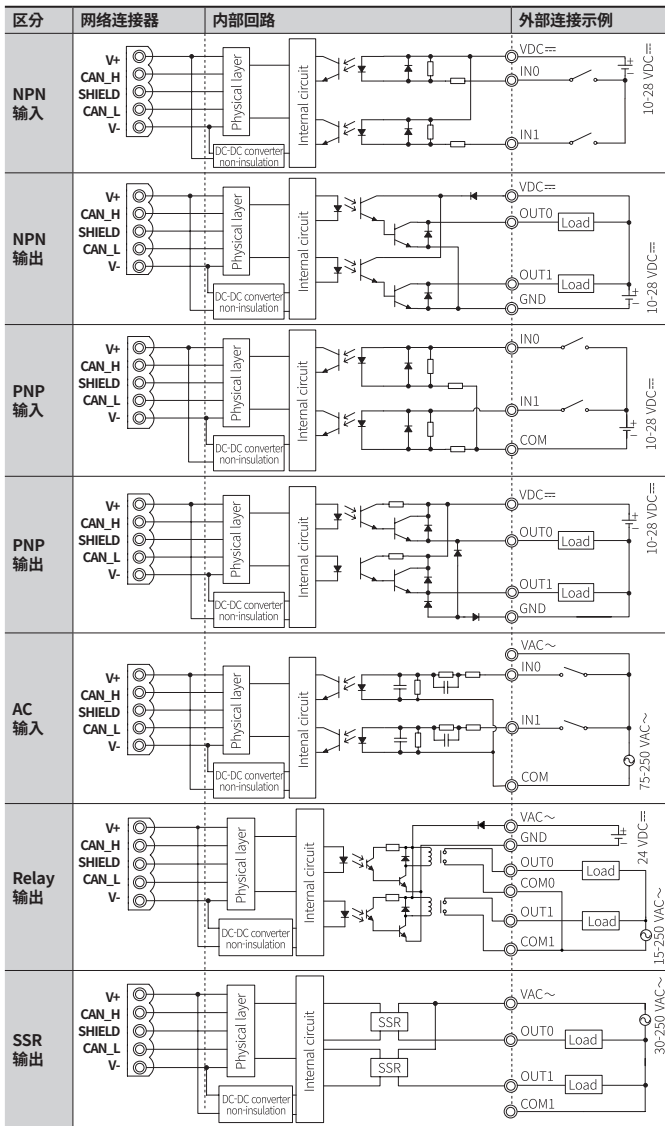 区分 网络连接器 内部回路 外部连接示例
NPN
输入
V+
CAN_H
SHIELD
CAN_L
V-
Physical layer
DC-DC converter
non-insulation
Internal circuit
VDC⎓
IN0
IN1
10-28 VDC⎓
NPN
输出
V+
CAN_H
SHIELD
CAN_L
V-
Physical layer
DC-DC converter
non-insulation
Internal circuit
VDC⎓
OUT0
Load
OUT1
Load
GND
10-28 VDC⎓
PNP
输入
V+
CAN_H
SHIELD
CAN_L
V-
Physical layer
DC-DC converter
non-insulation
Internal circuit
IN0
IN1
COM
10-28 VDC⎓
PNP
输出
V+
CAN_H
SHIELD
CAN_L
V-
Physical layer
DC-DC converter
non-insulation
Internal circuit
VDC⎓
OUT0
Load
OUT1
Load
GND
10-28 VDC⎓
AC
输入
V+
CAN_H
SHIELD
CAN_L
V-
Physical layer
DC-DC converter
non-insulation
Intenal circuit
VAC～
IN0
IN1
COM
75-250 VAC～
Relay
输出
V+
CAN_H
SHIELD
CAN_L
V-
Physical layer
DC-DC converter
non-insulation
Internal circuit
VAC～
GND
24 VDC⎓
OUT0
Load
COM0
OUT1
Load
COM1
15-250 VAC～
SSR
输出
V+
CAN_H
SHIELD
CAN_L
V-
Physical layer
DC-DC converter
non-insulation
Internal circuit
SSR
SSR
VAC～
OUT0
Load
OUT1
Load
COM1
30-250 VAC～